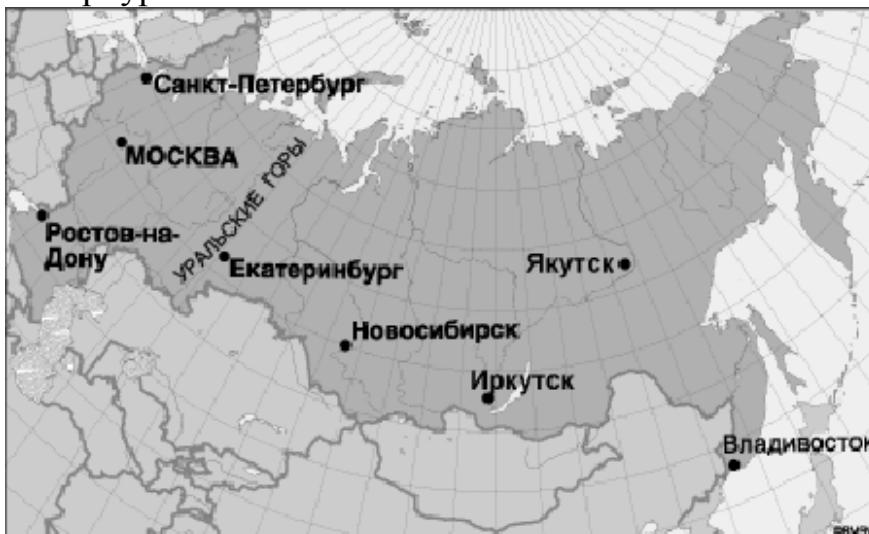 Санкт-Петербург
МОСКВА
УРАЛЬСКИЕ ГОРЫ
Ростов-на-
Дону
Екатеринбург
Якутск
Новосибирск
Иркутск
Владивосток